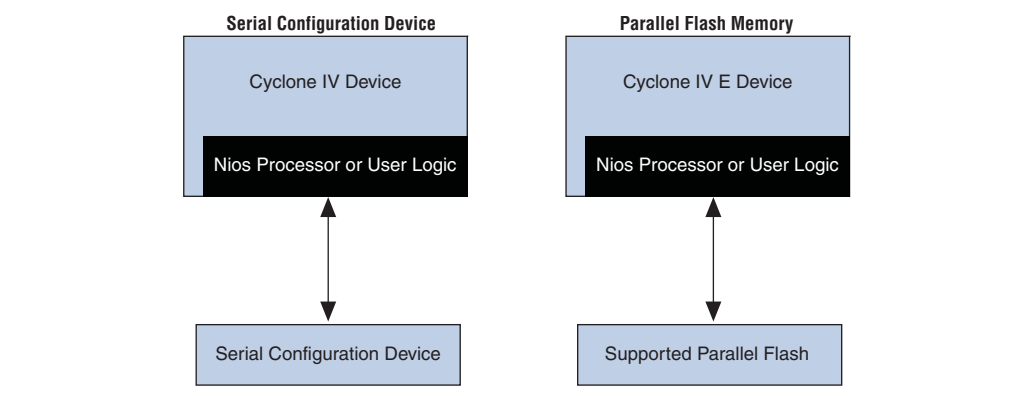 Serial Configuration Device
Parallel Flash Memory
Cyclone IV Device
Cyclone IV E Device
Nios Processor or User Logic
Nios Processor or User Logic
Serial Configuration Device
Supported Parallel Flash